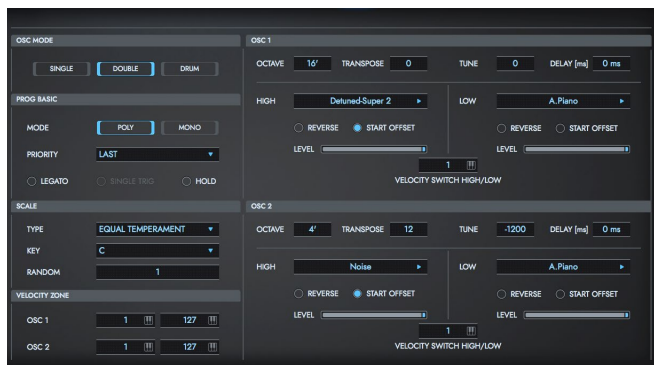 OSC MODE
SINGLE DOUBLE DRUM
PROG BASIC
MODE POLY MONO
PRIORITY LAST
LEGATO SINGLE TRIG HOLD
SCALE
TYPE EQUAL TEMPERAMENT
KEY C
RANDOM 1
VELOCITY ZONE
OSC 1 1 127
OSC 2 1 127
OSC 1
OCTAVE 16' TRANSPOSE 0 TUNE 0 DELAY [ms] 0 ms
HIGH Detuned-Super 2 LOW A.Piano
REVERSE START OFFSET REVERSE START OFFSET
LEVEL LEVEL
1
VELOCITY SWITCH HIGH/LOW
OSC 2
OCTAVE 4' TRANSPOSE 12 TUNE -1200 DELAY [ms] 0 ms
HIGH Noise LOW A.Piano
REVERSE START OFFSET REVERSE START OFFSET
LEVEL LEVEL
1
VELOCITY SWITCH HIGH/LOW